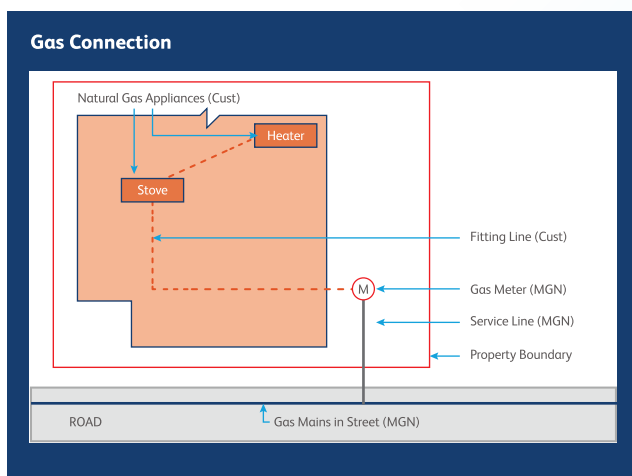 Gas Connection
Natural Gas Appliances (Cust)
Heater
Stove
Fitting Line (Cust)
M
Gas Meter (MGN)
Service Line (MGN)
Property Boundary
ROAD
Gas Mains in Street (MGN)